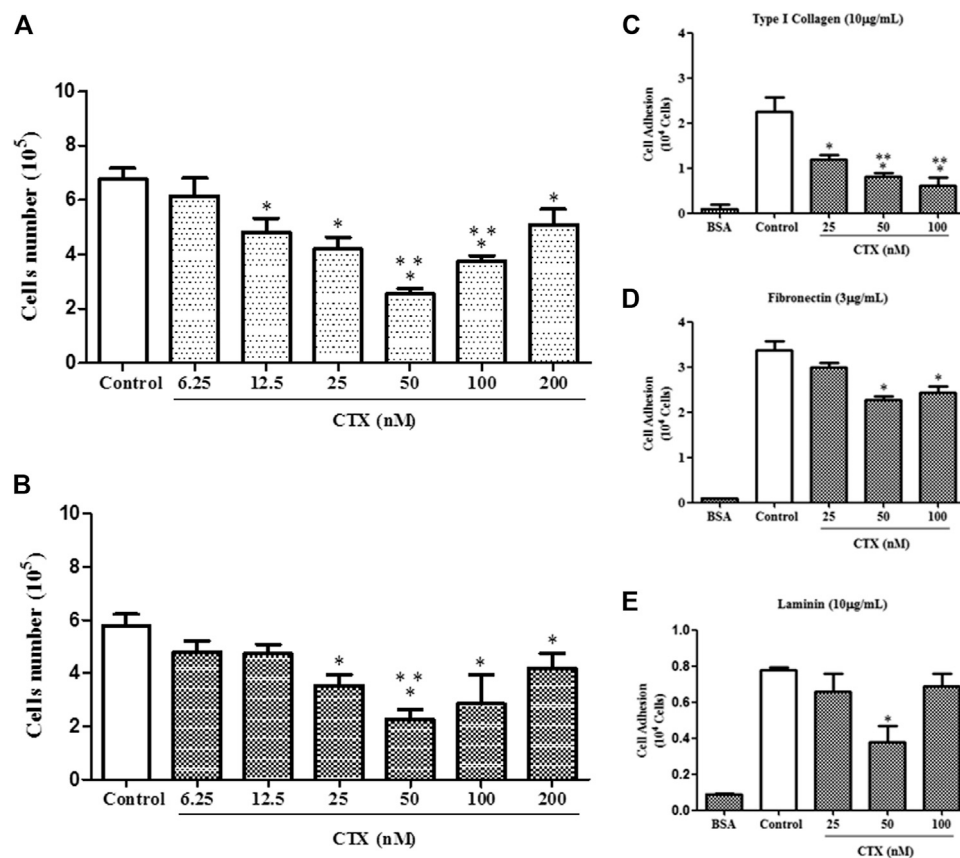 A
Cells number (10⁵)
10
8
6
4
2
0
*
*
* *
*
* *
*
*
Control 6.25 12.5 25 50 100 200
CTX (nM)
B
Cells number (10⁵)
10
8
6
4
2
0
*
* *
*
*
*
Control 6.25 12.5 25 50 100 200
CTX (nM)
C
Type I Collagen (10µg/mL)
Cell Adhesion
(10⁴ Cells)
4
3
2
1
0
*
**
*
**
*
BSA Control 25 50 100
CTX (nM)
D
Fibronectin (3µg/mL)
Cell Adhesion
(10⁴ Cells)
4
3
2
1
0
*
*
BSA Control 25 50 100
CTX (nM)
E
Laminin (10µg/mL)
Cell Adhesion
(10⁴ Cells)
1.0
0.8
0.6
0.4
0.2
0.0
*
BSA Control 25 50 100
CTX (nM)